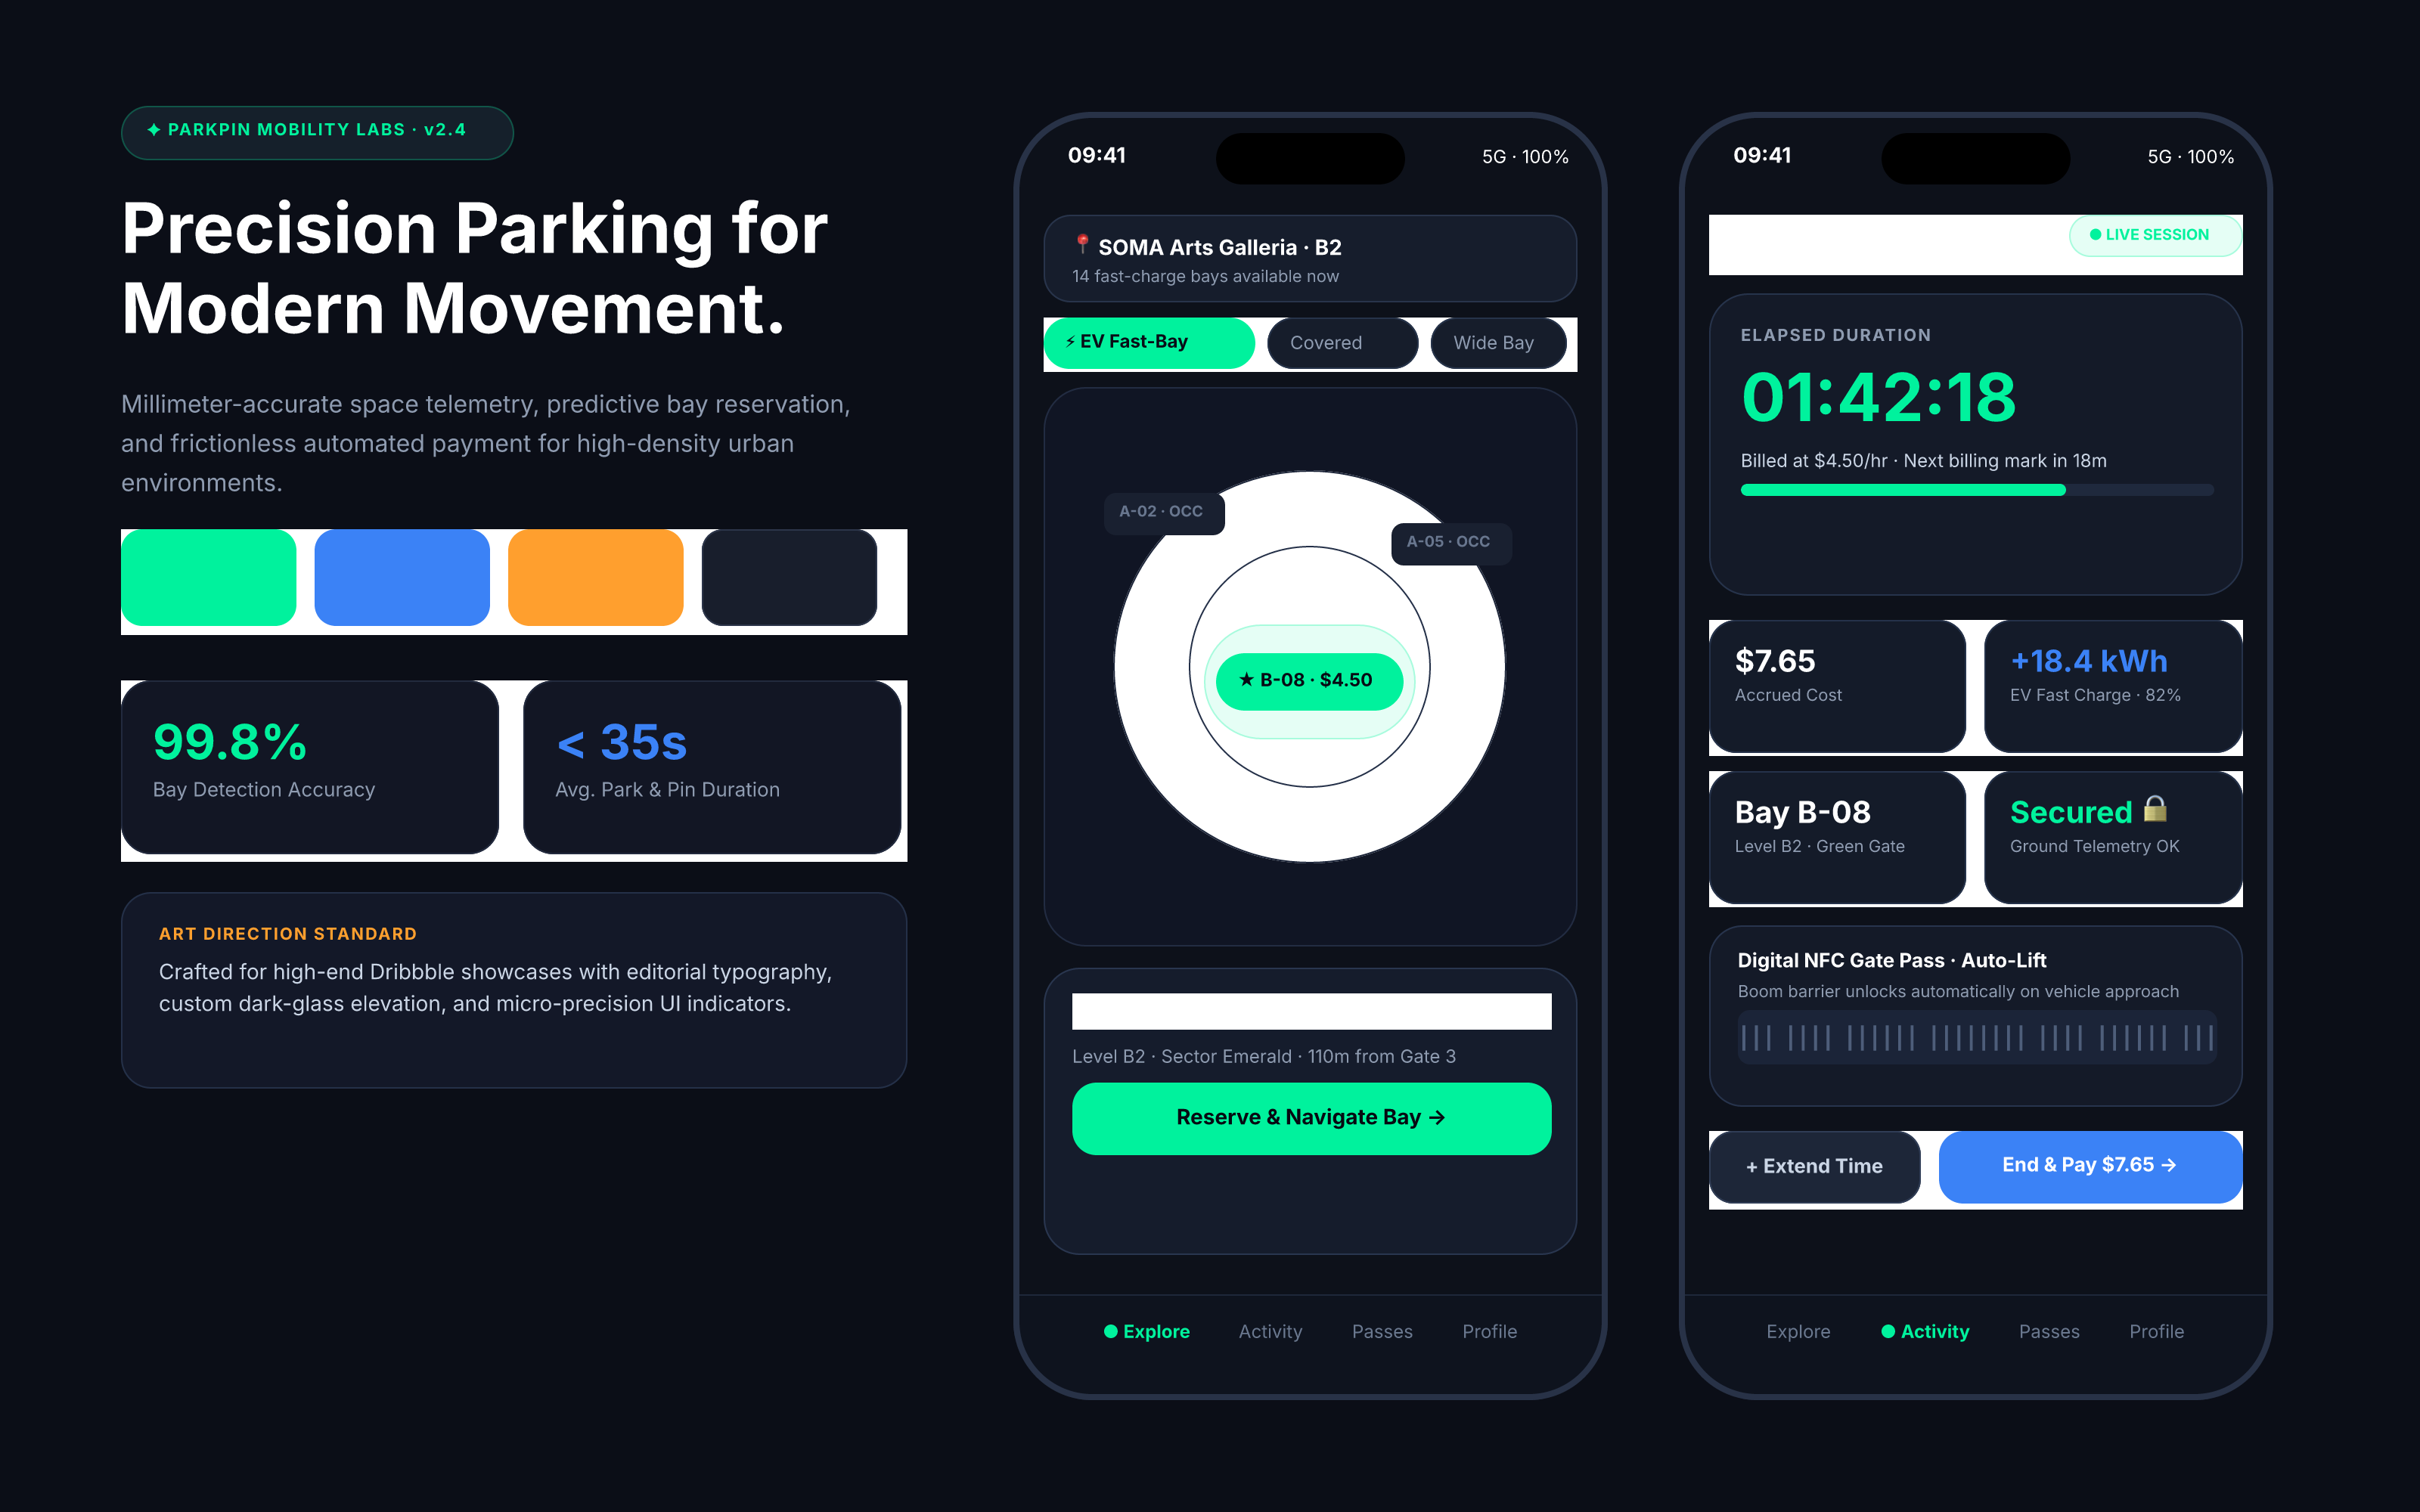 ✦ PARKPIN MOBILITY LABS · v2.4
Precision Parking for
Modern Movement.
Millimeter-accurate space telemetry, predictive bay reservation,
and frictionless automated payment for high-density urban
environments.
99.8%
Bay Detection Accuracy
< 35s
Avg. Park & Pin Duration
ART DIRECTION STANDARD
Crafted for high-end Dribbble showcases with editorial typography,
custom dark-glass elevation, and micro-precision UI indicators.
09:41
5G · 100%
📍 SOMA Arts Galleria · B2
14 fast-charge bays available now
⚡ EV Fast-Bay
Covered
Wide Bay
A-02 · OCC
A-05 · OCC
★ B-08 · $4.50
Level B2 · Sector Emerald · 110m from Gate 3
Reserve & Navigate Bay →
● Explore
Activity
Passes
Profile
09:41
5G · 100%
● LIVE SESSION
ELAPSED DURATION
01:42:18
Billed at $4.50/hr · Next billing mark in 18m
$7.65
Accrued Cost
+18.4 kWh
EV Fast Charge · 82%
Bay B-08
Level B2 · Green Gate
Secured 🔒
Ground Telemetry OK
Digital NFC Gate Pass · Auto-Lift
Boom barrier unlocks automatically on vehicle approach
+ Extend Time
End & Pay $7.65 →
Explore
● Activity
Passes
Profile